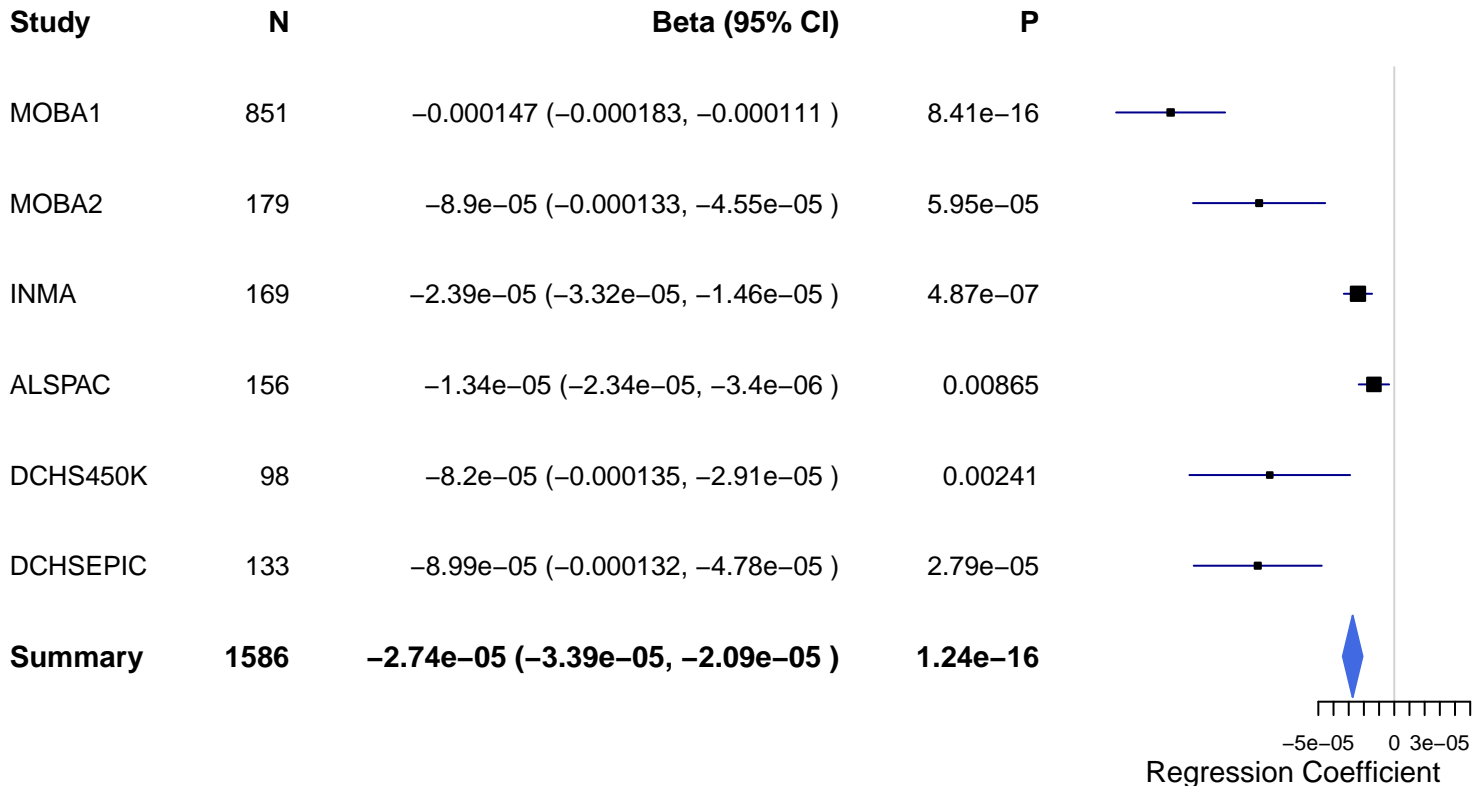 Study N Beta (95% CI) P
MOBA1 851 −0.000147 (−0.000183, −0.000111 ) 8.41e−16
MOBA2 179 −8.9e−05 (−0.000133, −4.55e−05 ) 5.95e−05
INMA 169 −2.39e−05 (−3.32e−05, −1.46e−05 ) 4.87e−07
ALSPAC 156 −1.34e−05 (−2.34e−05, −3.4e−06 ) 0.00865
DCHS450K 98 −8.2e−05 (−0.000135, −2.91e−05 ) 0.00241
DCHSEPIC 133 −8.99e−05 (−0.000132, −4.78e−05 ) 2.79e−05
Summary 1586 −2.74e−05 (−3.39e−05, −2.09e−05 ) 1.24e−16
−5e−05 0 3e−05
Regression Coefficient